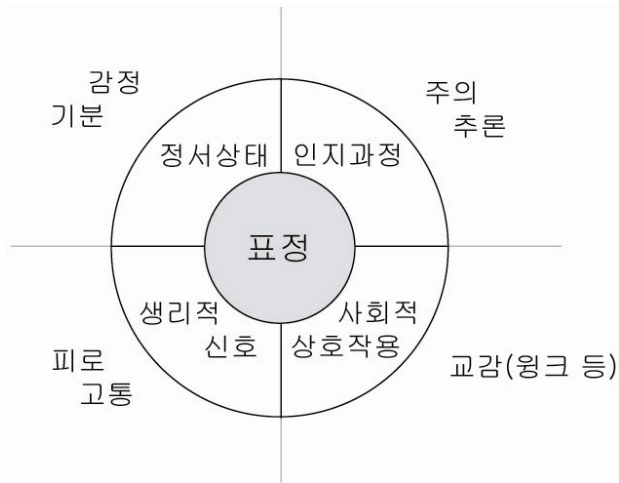 감정
기분
주의
추론
정서상태
인지과정
표정
생리적
신호
사회적
상호작용
피로
고통
교감(윙크 등)